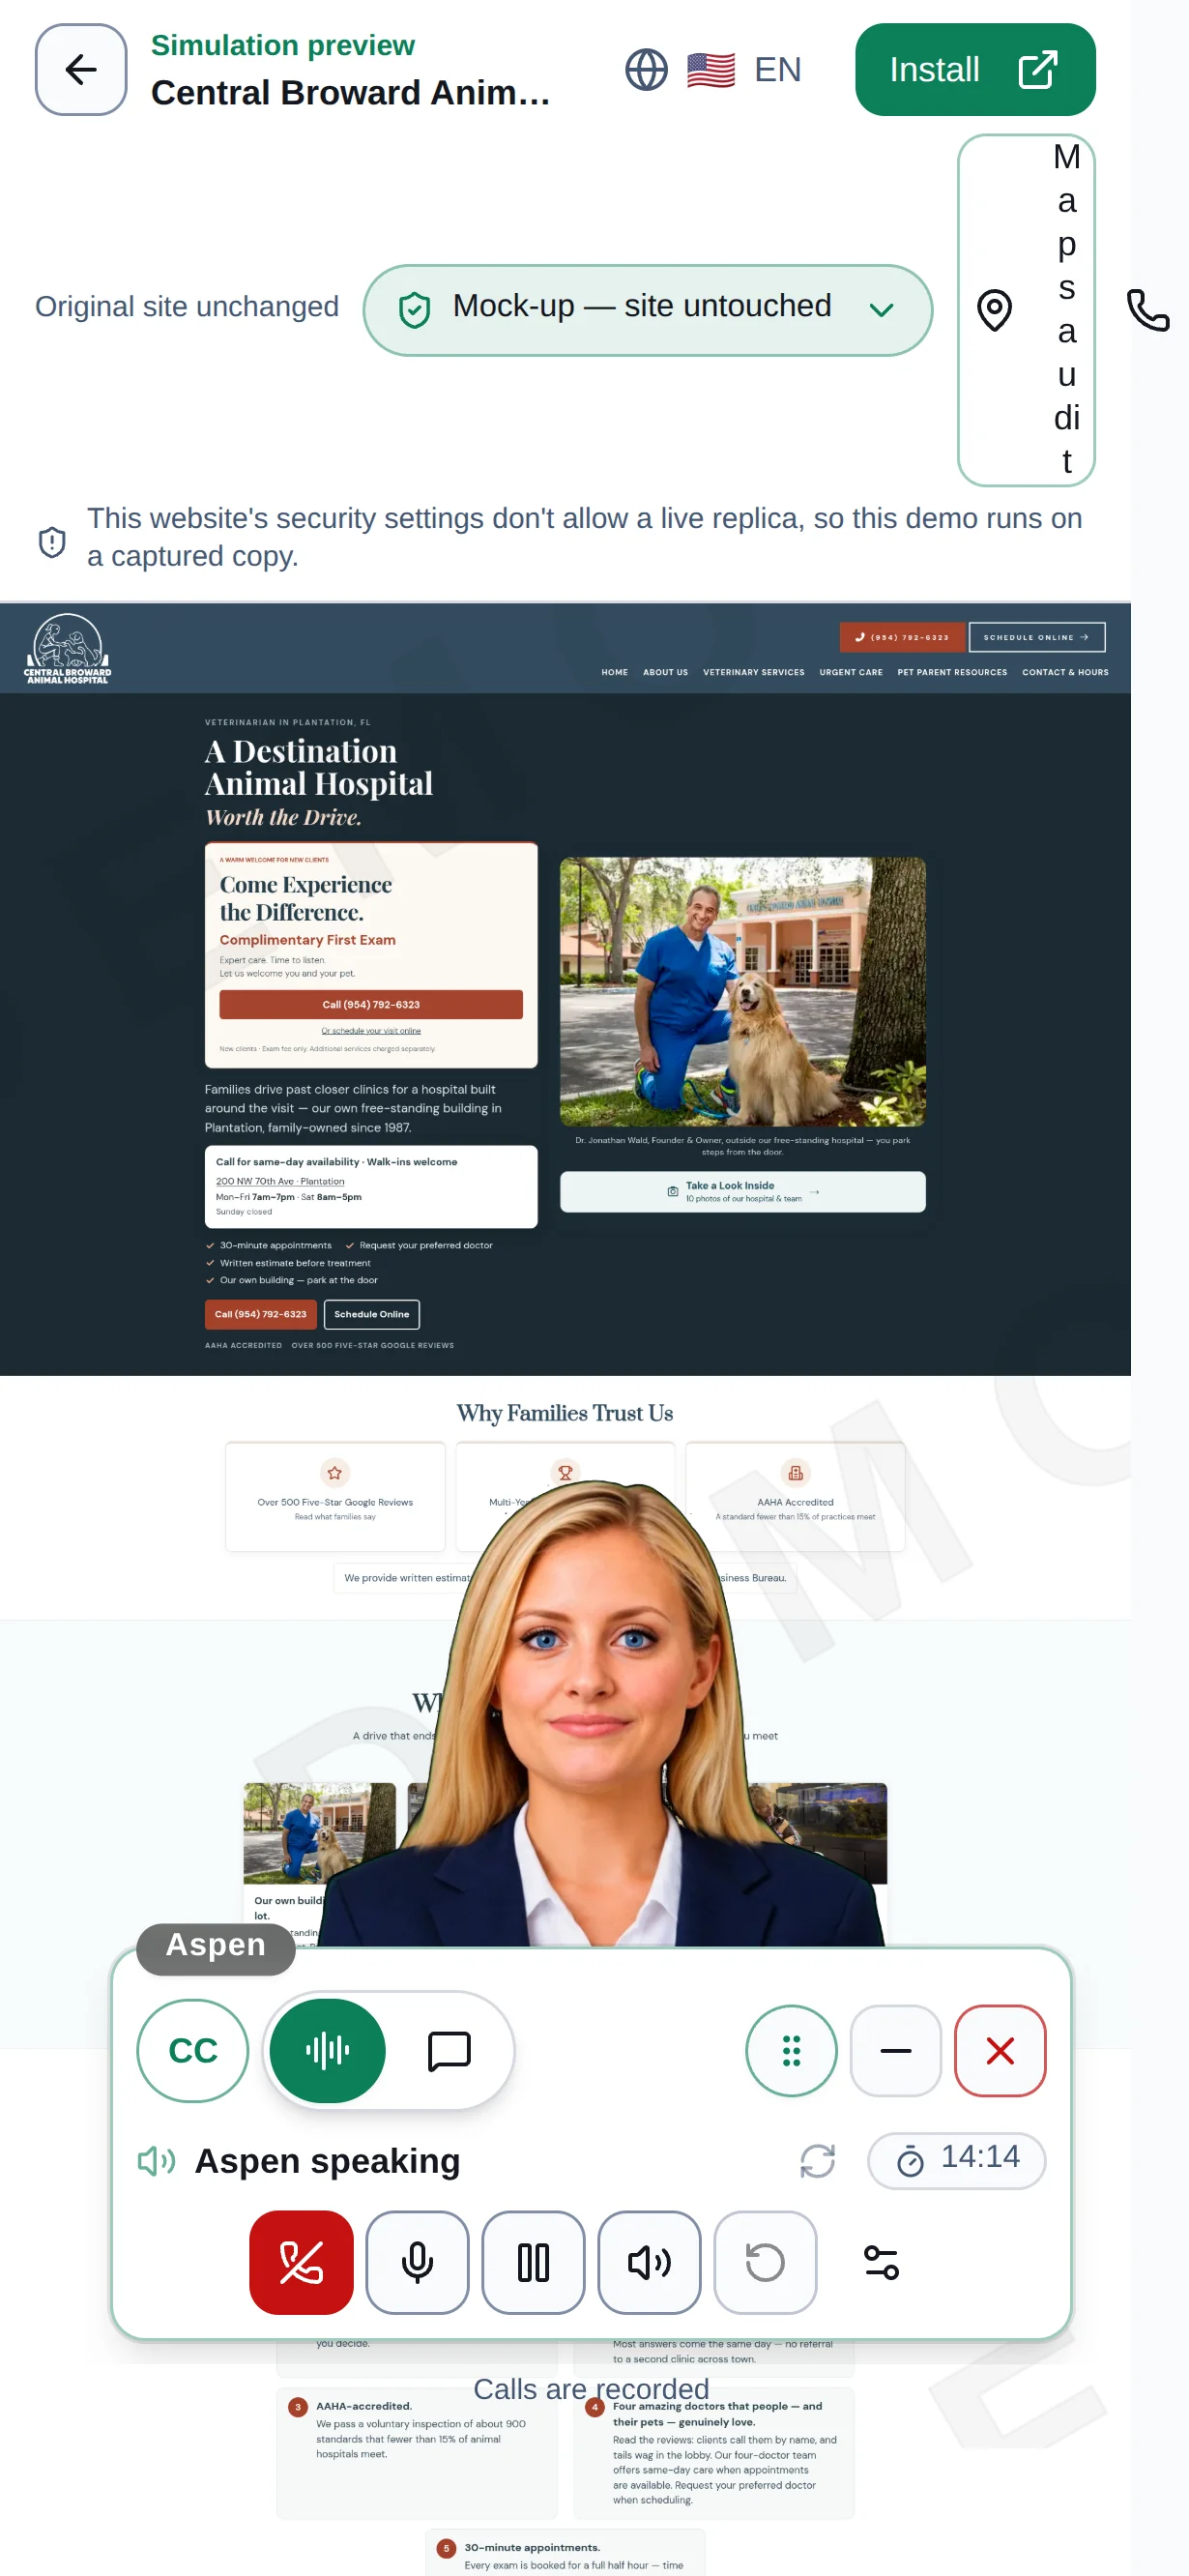 Simulation preview
Central Broward Anim...
EN
Install
Original site unchanged
Mock-up — site untouched
Maps audit
This website's security settings don't allow a live replica, so this demo runs on
a captured copy.
CENTRAL BROWARD
ANIMAL HOSPITAL
(954) 792-6323
SCHEDULE ONLINE →
HOME ABOUT US VETERINARY SERVICES URGENT CARE PET PARENT RESOURCES CONTACT & HOURS
VETERINARIAN IN PLANTATION, FL
A Destination
Animal Hospital
Worth the Drive.
A WARM WELCOME FOR NEW CLIENTS
Come Experience
the Difference.
Complimentary First Exam
Expert care. Time to listen.
Let us welcome you and your pet.
Call (954) 792-6323
Or schedule your visit online
New clients · Exam fee only. Additional services charged separately.
Families drive past closer clinics for a hospital built
around the visit — our own free-standing building in
Plantation, family-owned since 1987.
Call for same-day availability · Walk-ins welcome
200 NW 70th Ave · Plantation
Mon–Fri 7am–7pm · Sat 8am–5pm
Sunday closed
30-minute appointments
Request your preferred doctor
Written estimate before treatment
Our own building — park at the door
Call (954) 792-6323
Schedule Online
AAHA ACCREDITED OVER 500 FIVE-STAR GOOGLE REVIEWS
Dr. Jonathan Wald, Founder & Owner, outside our free-standing hospital — you park
steps from the door.
Take a Look Inside
10 photos of our hospital & team →
Why Families Trust Us
Over 500 Five-Star Google Reviews
Read what families say
Multi-Ye
AAHA Accredited
A standard fewer than 15% of practices meet
We provide written estimat
siness Bureau.
Wh
A drive that ends
u meet
Our own buildi
lot.
tandin
Aspen
CC
Aspen speaking
14:14
you decide.
Most answers come the same day — no referral
to a second clinic across town.
Calls are recorded
3 AAHA-accredited.
We pass a voluntary inspection of about 900
standards that fewer than 15% of animal
hospitals meet.
4 Four amazing doctors that people — and
their pets — genuinely love.
Read the reviews: clients call them by name, and
tails wag in the lobby. Our four-doctor team
offers same-day care when appointments
are available. Request your preferred doctor
when scheduling.
5 30-minute appointments.
Every exam is booked for a full half hour — time
DEMO